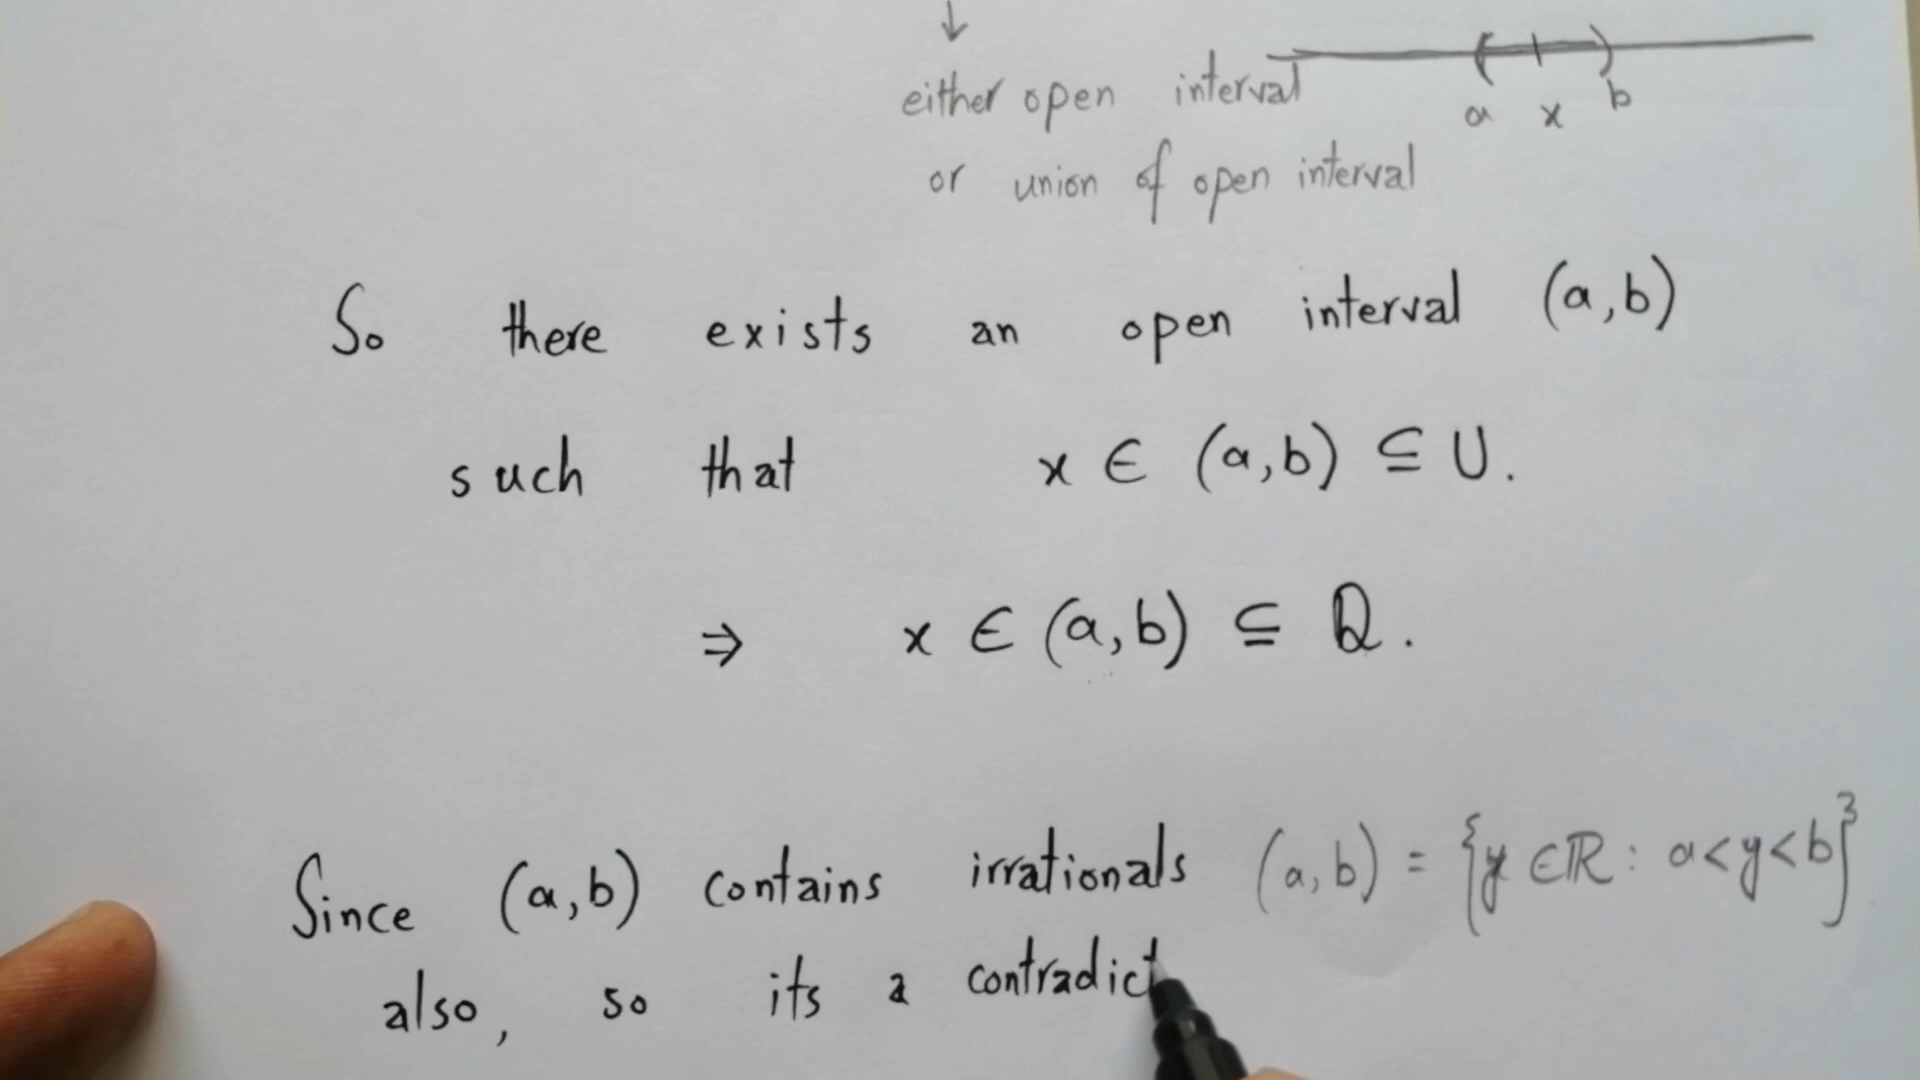 ↓
either open interval
a x b
or union of open interval
So there exists an open interval (a,b)
such that x ∈ (a,b) ⊆ U.
⇒ x ∈ (a,b) ⊆ ℚ.
Since (a,b) contains irrationals (a,b) = {y ∈ ℝ : a<y<b}
also, so its a contradict